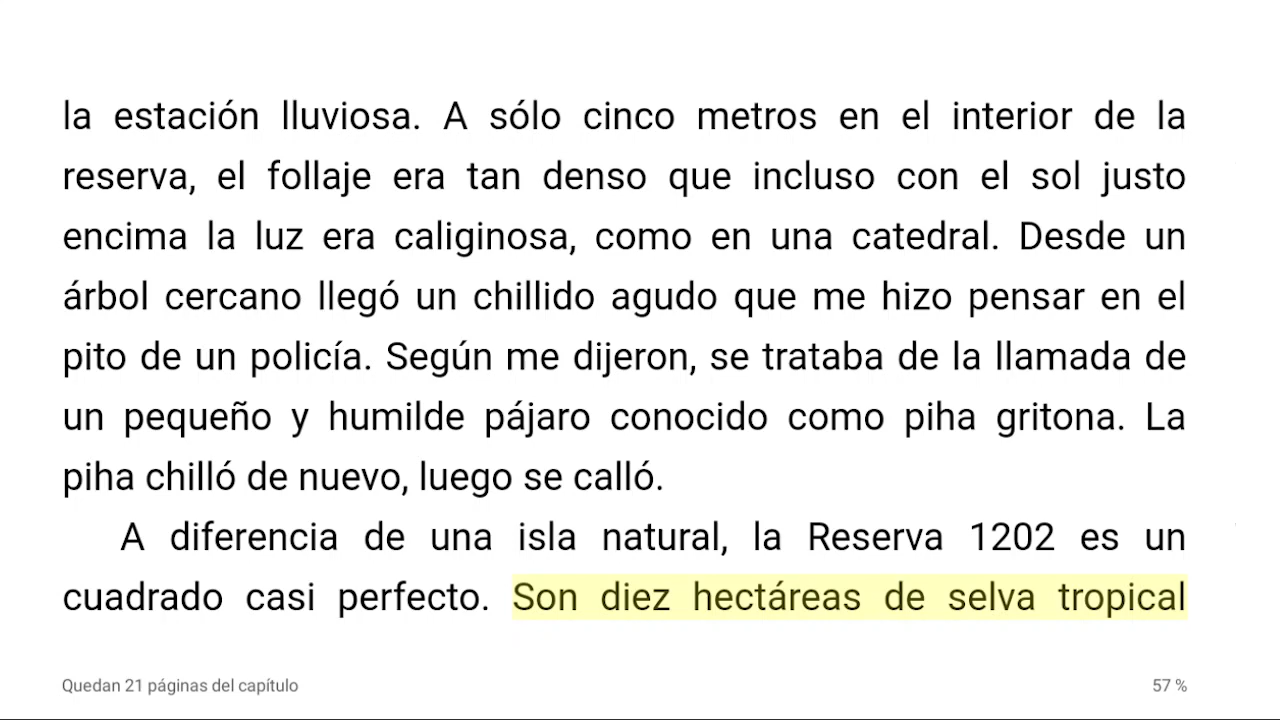 la estación lluviosa. A sólo cinco metros en el interior de la
reserva, el follaje era tan denso que incluso con el sol justo
encima la luz era caliginosa, como en una catedral. Desde un
árbol cercano llegó un chillido agudo que me hizo pensar en el
pito de un policía. Según me dijeron, se trataba de la llamada de
un pequeño y humilde pájaro conocido como piha gritona. La
piha chilló de nuevo, luego se calló.
A diferencia de una isla natural, la Reserva 1202 es un
cuadrado casi perfecto. Son diez hectáreas de selva tropical
Quedan 21 páginas del capítulo
57 %